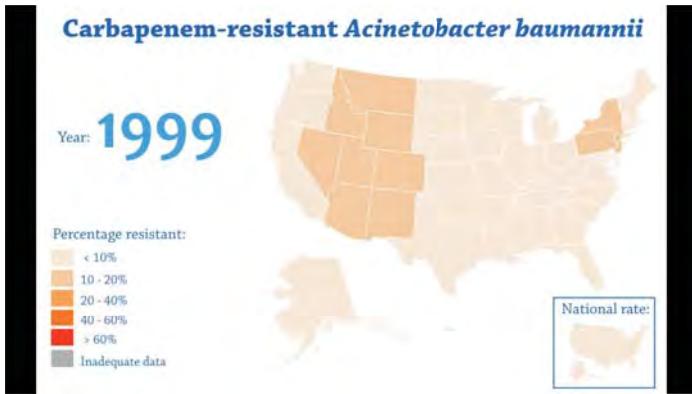 Carbapenem-resistant Acinetobacter baumannii
Year: 1999
Percentage resistant:
< 10%
10 - 20%
20 - 40%
40 - 60%
> 60%
Inadequate data
National rate: